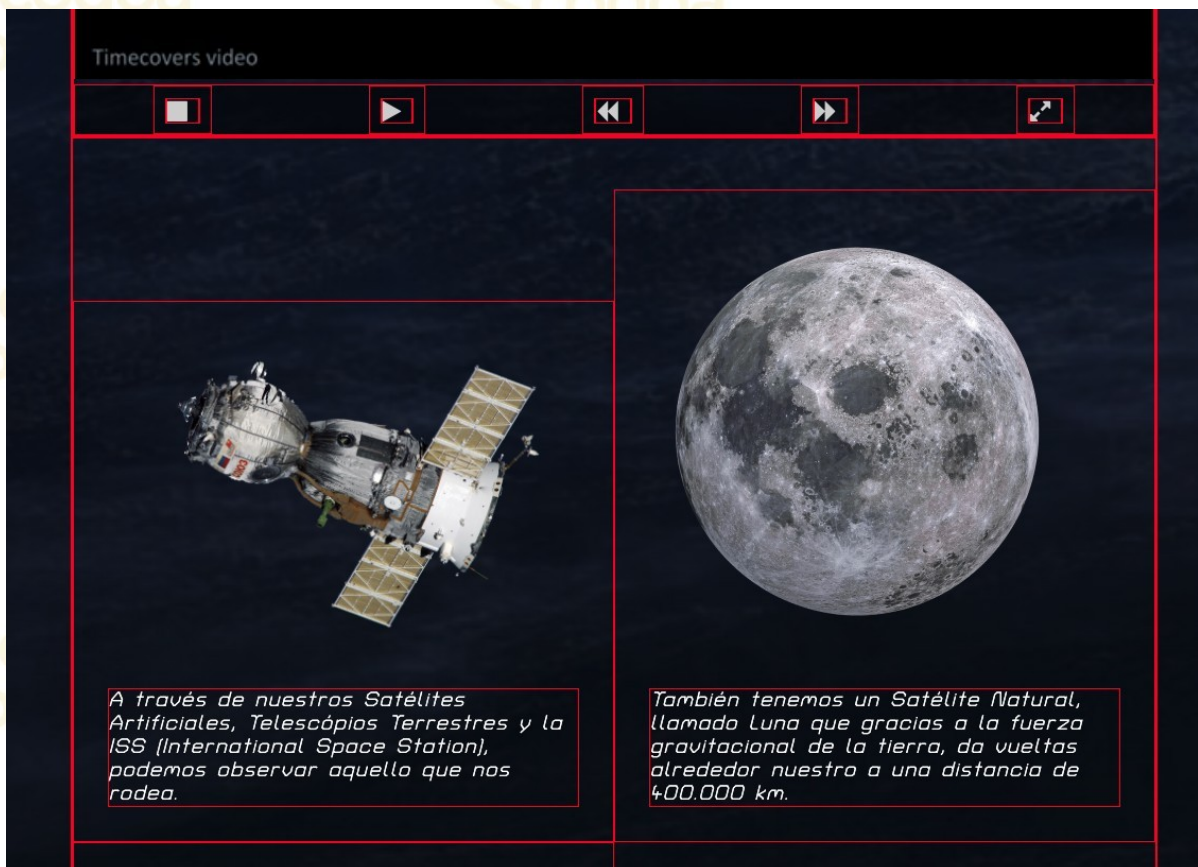 Timecovers video
A través de nuestros Satélites
Artificiales, Telescópios Terrestres y la
ISS (International Space Station),
podemos observar aquello que nos
rodea.
También tenemos un Satélite Natural,
llamado Luna que gracias a la fuerza
gravitacional de la tierra, da vueltas
alrededor nuestro a una distancia de
400.000 km.